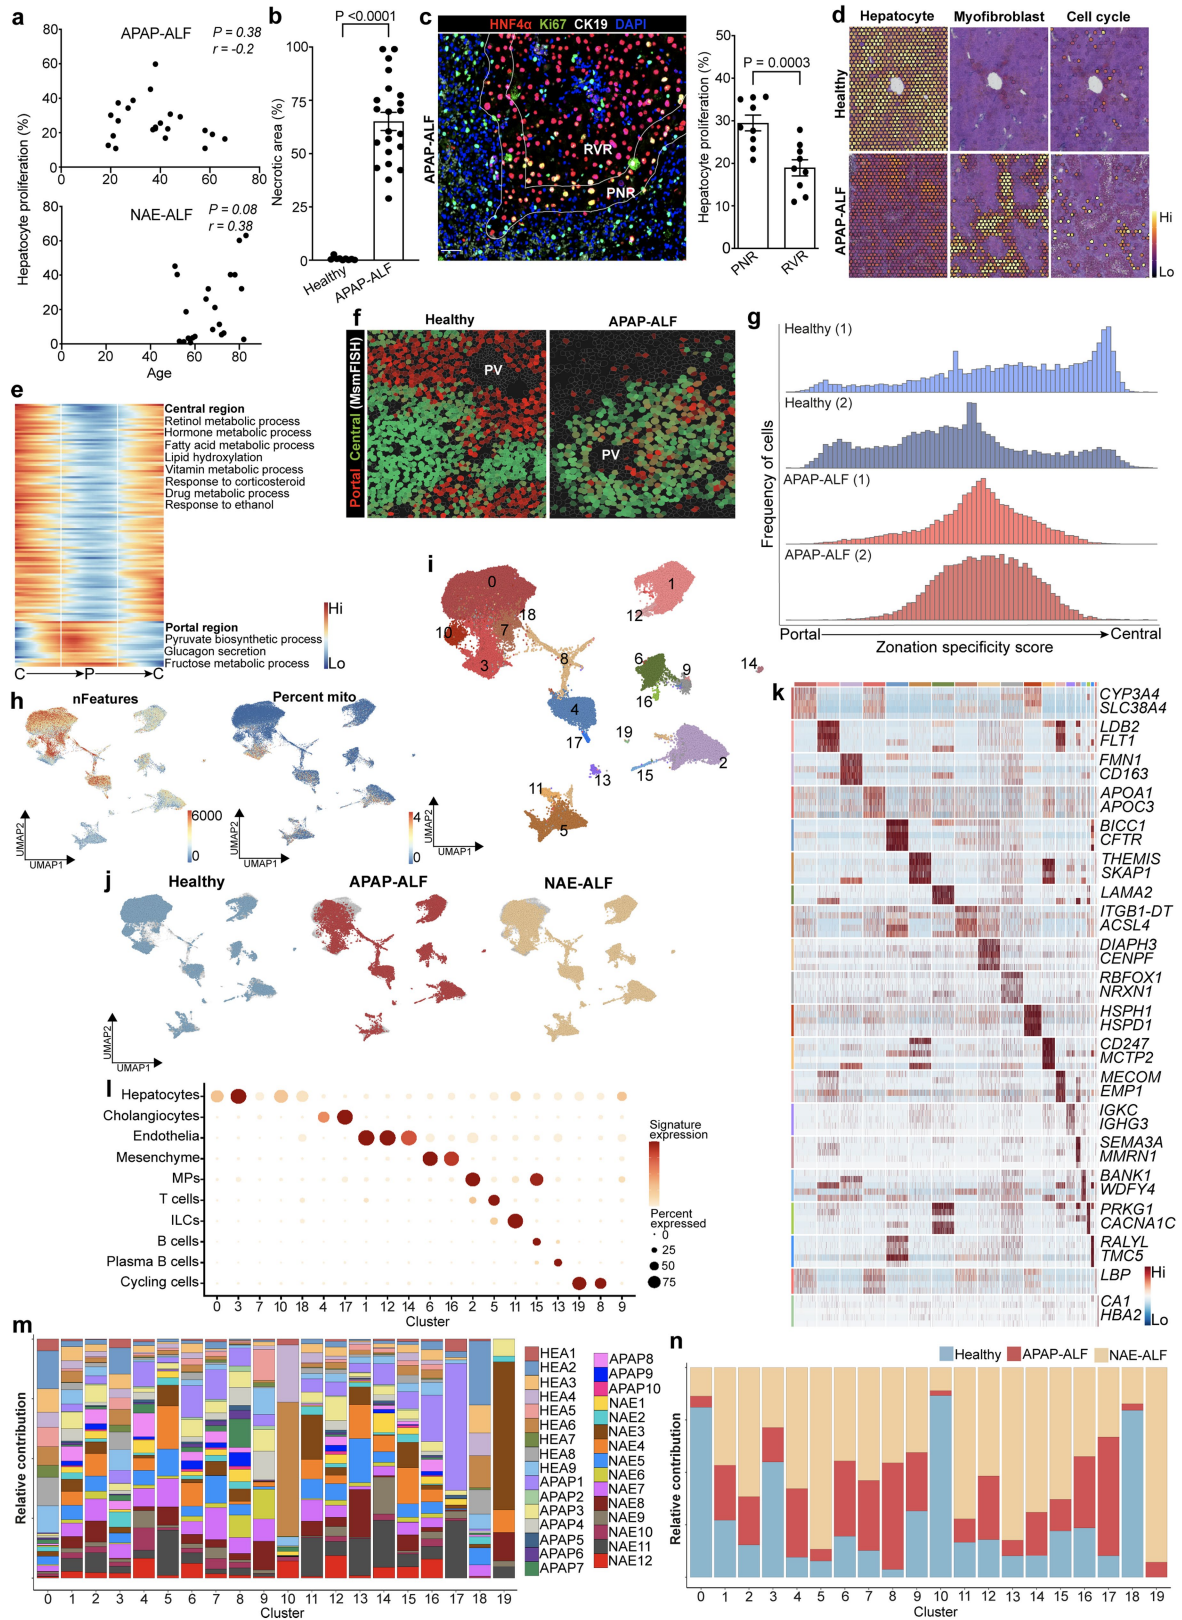 a
APAP-ALF
P = 0.38
r = -0.2
80
60
40
20
0
0 20 40 60 80
NAE-ALF
P = 0.08
r = 0.38
80
60
40
20
0
0 20 40 60 80
Age
Hepatocyte proliferation (%)
b
P <0.0001
100
75
50
25
0
Necrotic area (%)
Healthy
APAP-ALF
c
HNF4α Ki67 CK19 DAPI
APAP-ALF
RVR
PNR
P = 0.0003
50
40
30
20
10
0
Hepatocyte proliferation (%)
PNR
RVR
d
Hepatocyte Myofibroblast Cell cycle
Healthy
APAP-ALF
Hi
Lo
e
Central region
Retinol metabolic process
Hormone metabolic process
Fatty acid metabolic process
Lipid hydroxylation
Vitamin metabolic process
Response to corticosteroid
Drug metabolic process
Response to ethanol
Portal region
Pyruvate biosynthetic process
Glucagon secretion
Fructose metabolic process
C P C
Hi
Lo
f
Healthy APAP-ALF
Portal Central (MsmFISH)
PV
PV
g
Healthy (1)
Healthy (2)
APAP-ALF (1)
APAP-ALF (2)
Frequency of cells
Portal Central
Zonation specificity score
h
nFeatures
Percent mito
6000
0
4
0
UMAP2
UMAP1
UMAP2
UMAP1
i
0
1
12
18
7
10
3
8
6
9
16
14
4
17
19
2
15
13
11
5
UMAP2
UMAP1
j
Healthy APAP-ALF NAE-ALF
UMAP2
UMAP1
k
CYP3A4
SLC38A4
LDB2
FLT1
FMN1
CD163
APOA1
APOC3
BICC1
CFTR
THEMIS
SKAP1
LAMA2
ITGB1-DT
ACSL4
DIAPH3
CENPF
RBFOX1
NRXN1
HSPH1
HSPD1
CD247
MCTP2
MECOM
EMP1
IGKC
IGHG3
SEMA3A
MMRN1
BANK1
WDFY4
PRKG1
CACNA1C
RALYL
TMC5
LBP
CA1
HBA2
Hi
Lo
l
Hepatocytes
Cholangiocytes
Endothelia
Mesenchyme
MPs
T cells
ILCs
B cells
Plasma B cells
Cycling cells
0 3 7 10 18 4 17 1 12 14 6 16 2 5 11 15 13 19 8 9
Cluster
Signature
expression
Percent
expressed
0
25
50
75
m
Relative contribution
0 1 2 3 4 5 6 7 8 9 10 11 12 13 14 15 16 17 18 19
Cluster
HEA1
HEA2
HEA3
HEA4
HEA5
HEA6
HEA7
HEA8
HEA9
APAP1
APAP2
APAP3
APAP4
APAP5
APAP6
APAP7
APAP8
APAP9
APAP10
NAE1
NAE2
NAE3
NAE4
NAE5
NAE6
NAE7
NAE8
NAE9
NAE10
NAE11
NAE12
n
Healthy APAP-ALF NAE-ALF
Relative contribution
0 1 2 3 4 5 6 7 8 9 10 11 12 13 14 15 16 17 18 19
Cluster